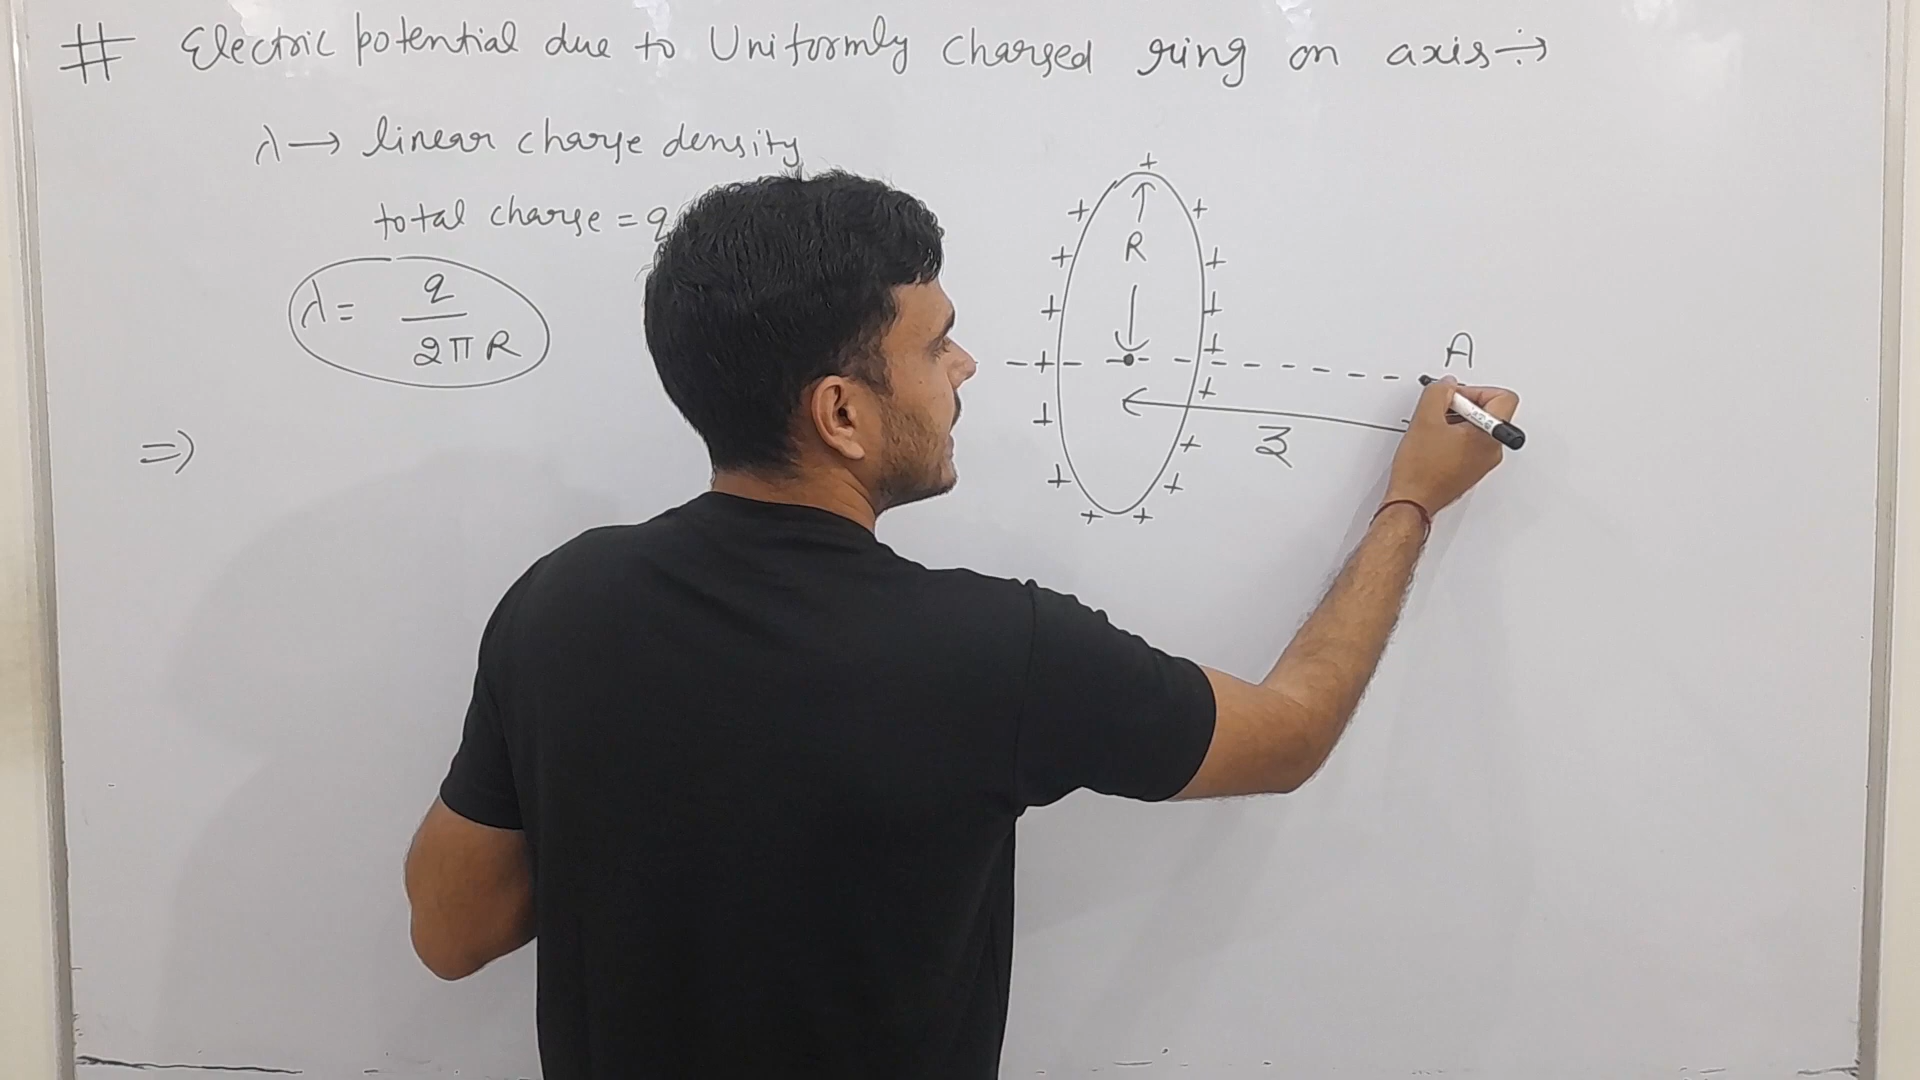 # Electric potential due to Uniformly Charged ring on axis ÷→
λ → linear charge density
total charge = q
λ = q / 2πR
⇒
R
A
z
+ + + + + + + + + + + + + + + + + +